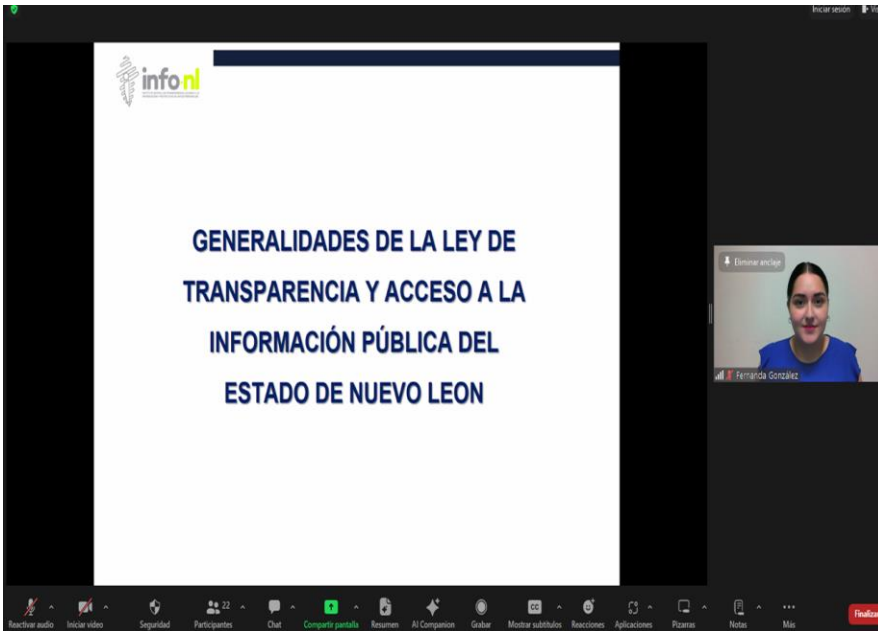 Iniciar sesión
info nl
GENERALIDADES DE LA LEY DE
TRANSPARENCIA Y ACCESO A LA
INFORMACIÓN PÚBLICA DEL
ESTADO DE NUEVO LEON
Eliminar anclaje
Fernanda González
22
Reactivar audio Iniciar video Seguridad Participantes Chat Compartir pantalla Resumen AI Companion Grabar Mostrar subtítulos Reacciones Aplicaciones Pizarras Notas Más Finaliza